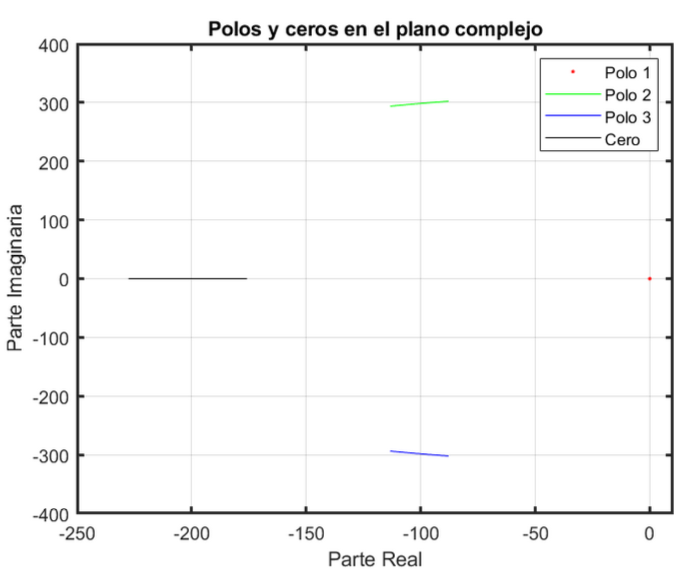 Polos y ceros en el plano complejo
400
300
200
100
0
-100
-200
-300
-400
Parte Imaginaria
Polo 1
Polo 2
Polo 3
Cero
-250
-200
-150
-100
-50
0
Parte Real